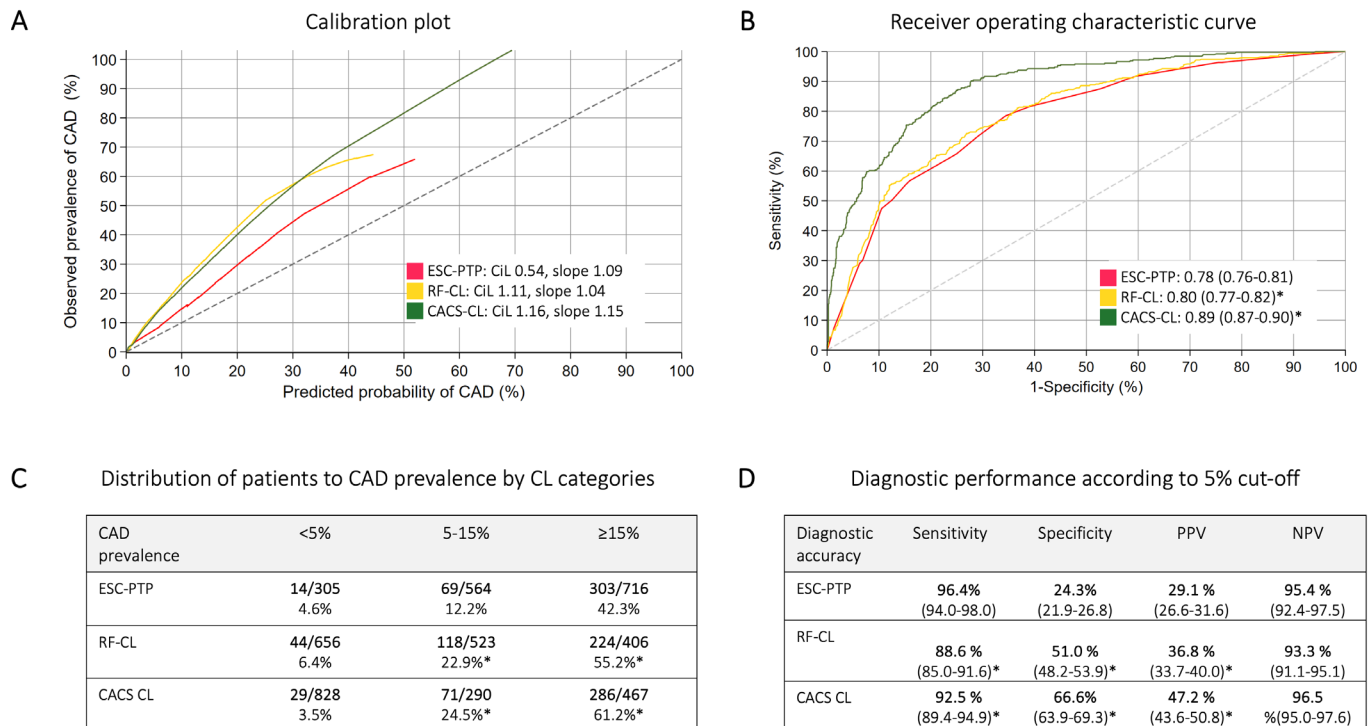 A
Calibration plot
Observed prevalence of CAD (%)
100
90
80
70
60
50
40
30
20
10
0
0 10 20 30 40 50 60 70 80 90 100
Predicted probability of CAD (%)
ESC-PTP: CiL 0.54, slope 1.09
RF-CL: CiL 1.11, slope 1.04
CACS-CL: CiL 1.16, slope 1.15
B
Receiver operating characteristic curve
Sensitivity (%)
100
90
80
70
60
50
40
30
20
10
0
0 10 20 30 40 50 60 70 80 90 100
1-Specificity (%)
ESC-PTP: 0.78 (0.76-0.81)
RF-CL: 0.80 (0.77-0.82)*
CACS-CL: 0.89 (0.87-0.90)*
C
Distribution of patients to CAD prevalence by CL categories
CAD <5% 5-15% ≥15%
prevalence
ESC-PTP 14/305 69/564 303/716
4.6% 12.2% 42.3%
RF-CL 44/656 118/523 224/406
6.4% 22.9%* 55.2%*
CACS CL 29/828 71/290 286/467
3.5% 24.5%* 61.2%*
D
Diagnostic performance according to 5% cut-off
Diagnostic Sensitivity Specificity PPV NPV
accuracy
ESC-PTP 96.4% 24.3% 29.1 % 95.4 %
(94.0-98.0) (21.9-26.8) (26.6-31.6) (92.4-97.5)
RF-CL
88.6 % 51.0 % 36.8 % 93.3 %
(85.0-91.6)* (48.2-53.9)* (33.7-40.0)* (91.1-95.1)
CACS CL 92.5 % 66.6% 47.2 % 96.5
(89.4-94.9)* (63.9-69.3)* (43.6-50.8)* %(95.0-97.6)